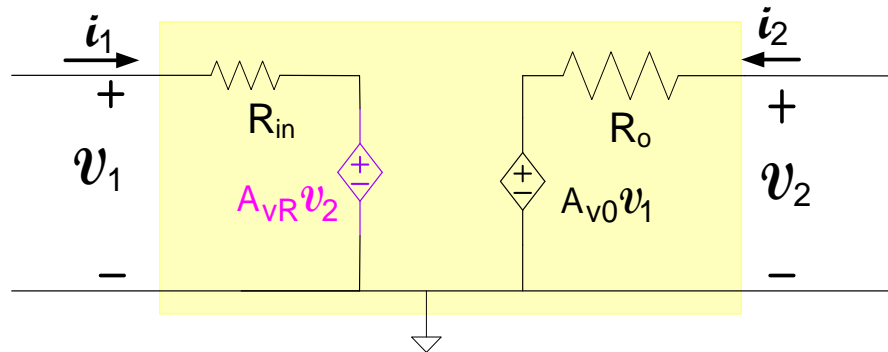 i1
i2
+
+
Rin
Ro
v1
+
−
AvRv2
+
−
Av0v1
v2
−
−